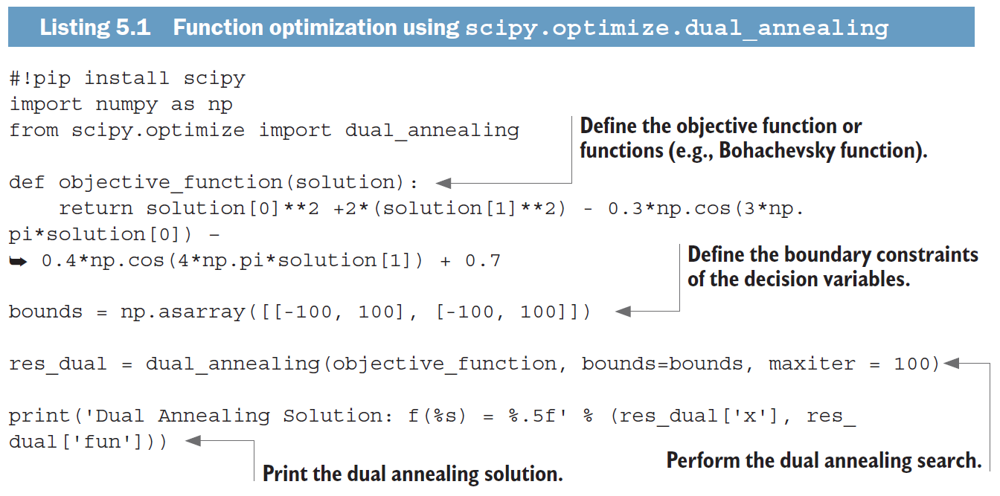 Listing 5.1 Function optimization using scipy.optimize.dual_annealing
#!pip install scipy
import numpy as np
from scipy.optimize import dual_annealing
Define the objective function or
functions (e.g., Bohachevsky function).
def objective_function(solution):
    return solution[0]**2 +2*(solution[1]**2) - 0.3*np.cos(3*np.
pi*solution[0]) –
➥ 0.4*np.cos(4*np.pi*solution[1]) + 0.7
Define the boundary constraints
of the decision variables.
bounds = np.asarray([[-100, 100], [-100, 100]])
res_dual = dual_annealing(objective_function, bounds=bounds, maxiter = 100)
print('Dual Annealing Solution: f(%s) = %.5f' % (res_dual['x'], res_
dual['fun']))
Perform the dual annealing search.
Print the dual annealing solution.